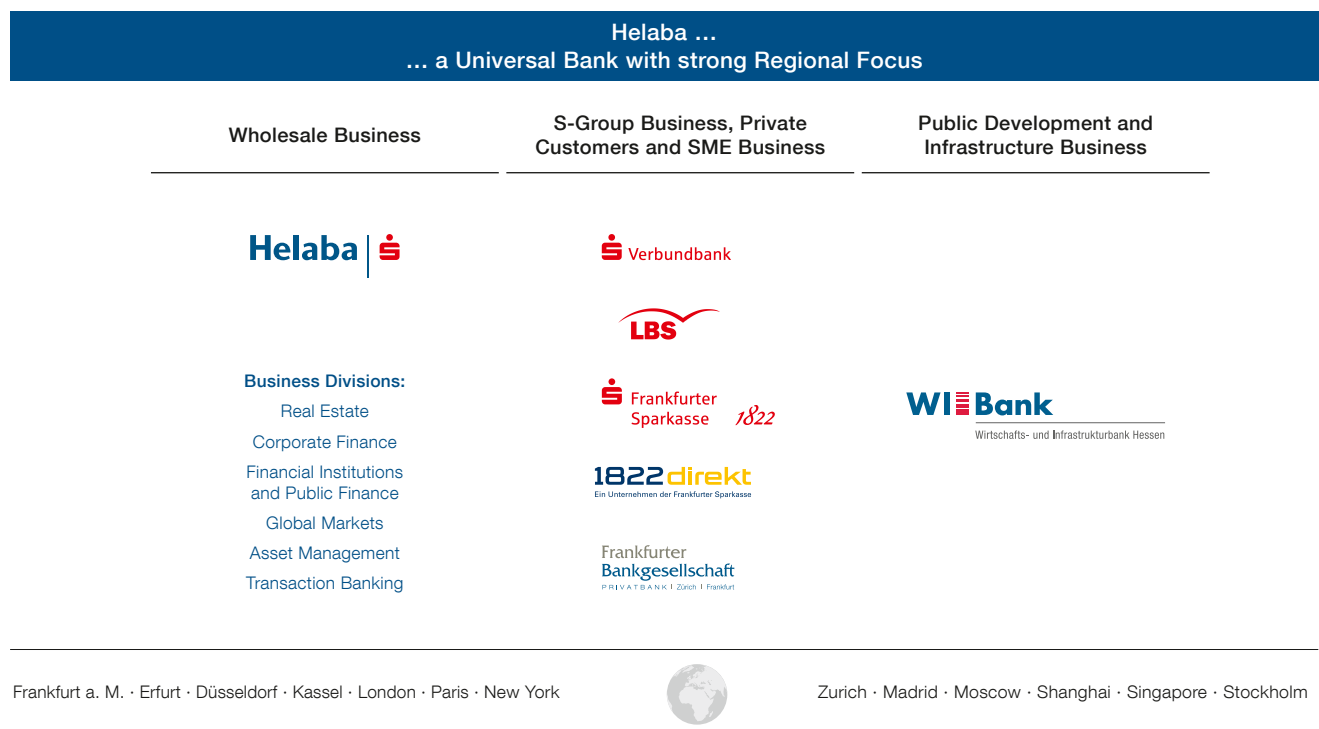 Helaba ...
... a Universal Bank with strong Regional Focus
Wholesale Business
S-Group Business, Private
Customers and SME Business
Public Development and
Infrastructure Business
Helaba
Verbundbank
LBS
Business Divisions:
Real Estate
Corporate Finance
Financial Institutions
and Public Finance
Global Markets
Asset Management
Transaction Banking
Frankfurter
Sparkasse 1822
1822direkt
Ein Unternehmen der Frankfurter Sparkasse
Frankfurter
Bankgesellschaft
PRIVATBANK | Zürich | Frankfurt
WIBank
Wirtschafts- und Infrastrukturbank Hessen
Frankfurt a. M. · Erfurt · Düsseldorf · Kassel · London · Paris · New York
Zurich · Madrid · Moscow · Shanghai · Singapore · Stockholm